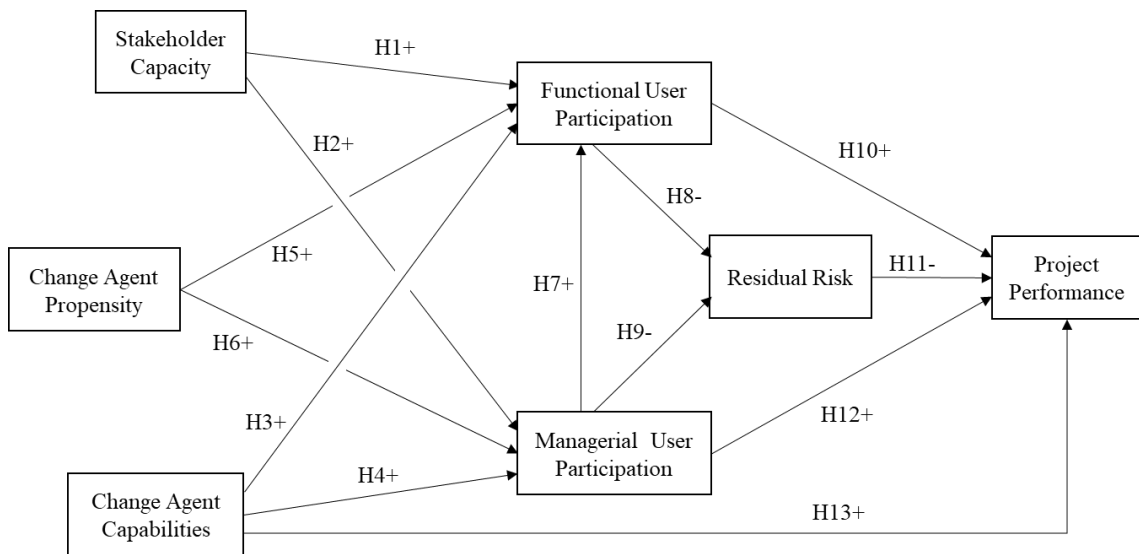 Stakeholder
Capacity
H1+
Functional User
Participation
H2+
H10+
H8-
H5+
Change Agent
Propensity
H7+
Residual Risk
H11-
Project
Performance
H6+
H9-
H3+
H12+
Managerial User
Participation
H4+
Change Agent
Capabilities
H13+